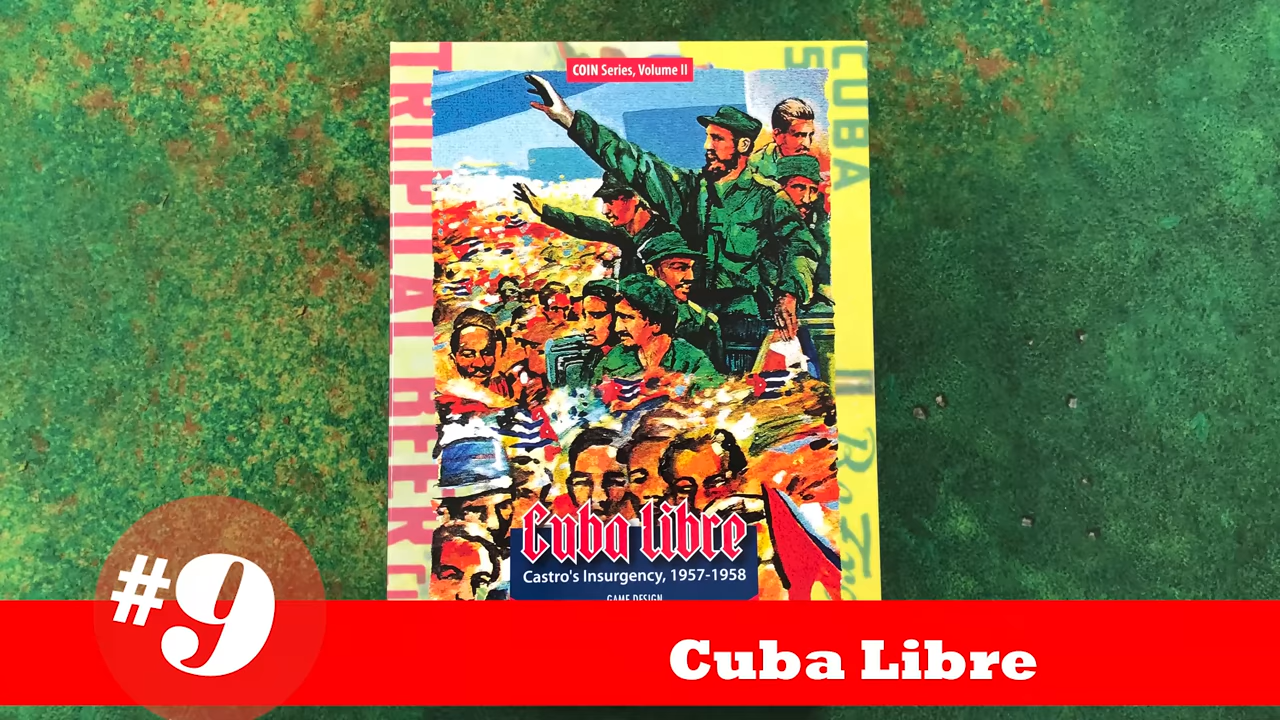 COIN Series, Volume II
CUBA
Cuba Libre
Castro's Insurgency, 1957-1958
GAME DESIGN
#9
Cuba Libre